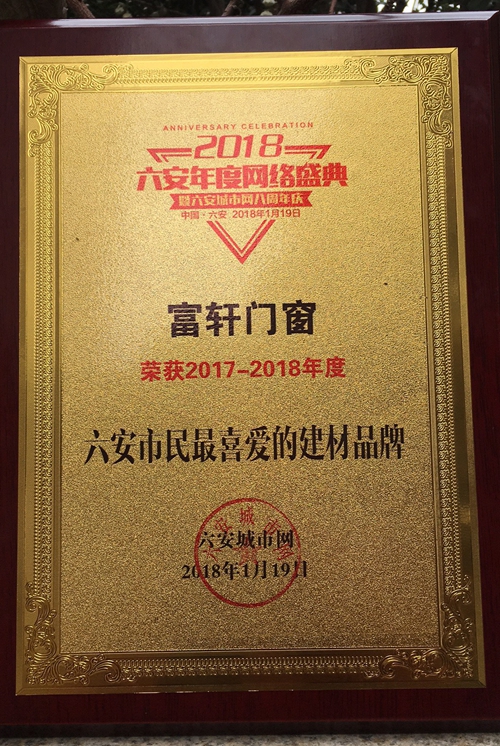 ANNIVERSARY CELEBRATION
2018
六安年度网络盛典
暨六安城市网八周年庆
中国·六安 2018年1月19日
富轩门窗
荣获2017-2018年度
六安市民最喜爱的建材品牌
六安城市网
2018年1月19日